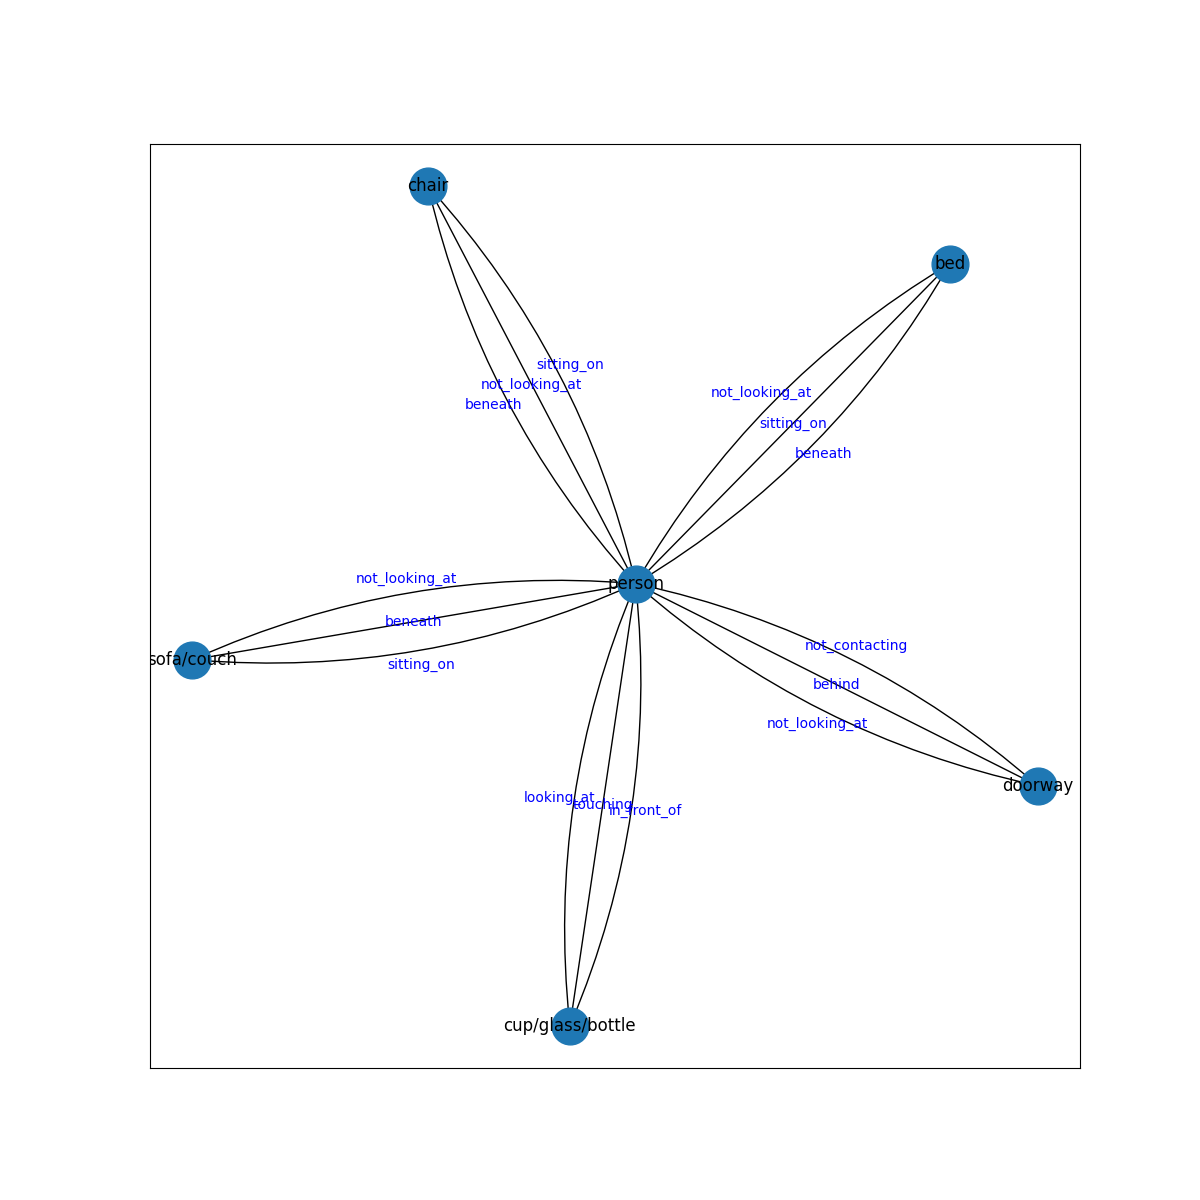 chair
bed
sitting_on
not_looking_at
beneath
not_looking_at
sitting_on
beneath
not_looking_at
beneath
sitting_on
person
sofa/couch
not_contacting
behind
not_looking_at
doorway
looking_at
touching
in_front_of
cup/glass/bottle